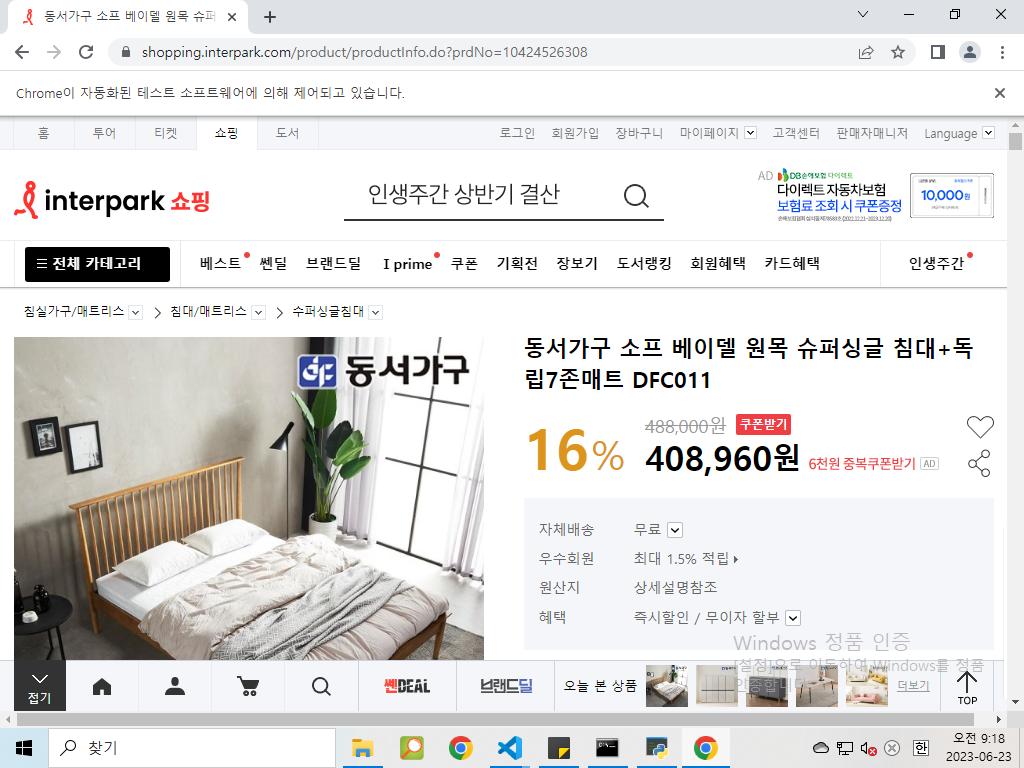 동서가구 소프 베이델 원목 슈퍼
shopping.interpark.com/product/productInfo.do?prdNo=10424526308
Chrome이 자동화된 테스트 소프트웨어에 의해 제어되고 있습니다.
홈 투어 티켓 쇼핑 도서 로그인 회원가입 장바구니 마이페이지 고객센터 판매자매니저 Language
interpark 쇼핑
인생주간 상반기 결산
AD DB손해보험 다이렉트
다이렉트 자동차보험
보험료 조회 시 쿠폰증정
10,000원
전체 카테고리 베스트 쎈딜 브랜드딜 I prime 쿠폰 기획전 장보기 도서랭킹 회원혜택 카드혜택 인생주간
침실가구/매트리스 침대/매트리스 수퍼싱글침대
동서가구
동서가구 소프 베이델 원목 슈퍼싱글 침대+독
립7존매트 DFC011
16%
488,000원 쿠폰받기
408,960원 6천원 중복쿠폰받기 AD
자체배송 무료
우수회원 최대 1.5% 적립
원산지 상세설명참조
혜택 즉시할인 / 무이자 할부
Windows 정품 인증
[설정]으로 이동하여 Windows를 정품
인증합니다
접기 쎈DEAL 브랜드딜 오늘 본 상품 더보기 TOP
찾기
한
오전 9:18
2023-06-23